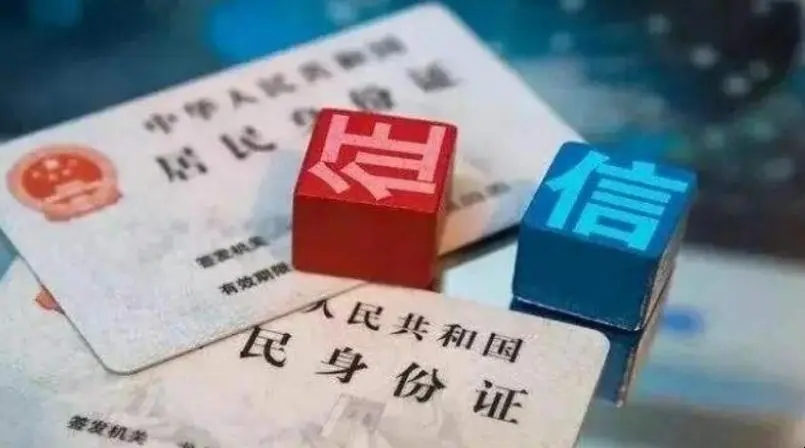 中华人民共和国
居民身份证
签发机关
有效期限
征
信
人民共和国
民身份证
签发机关